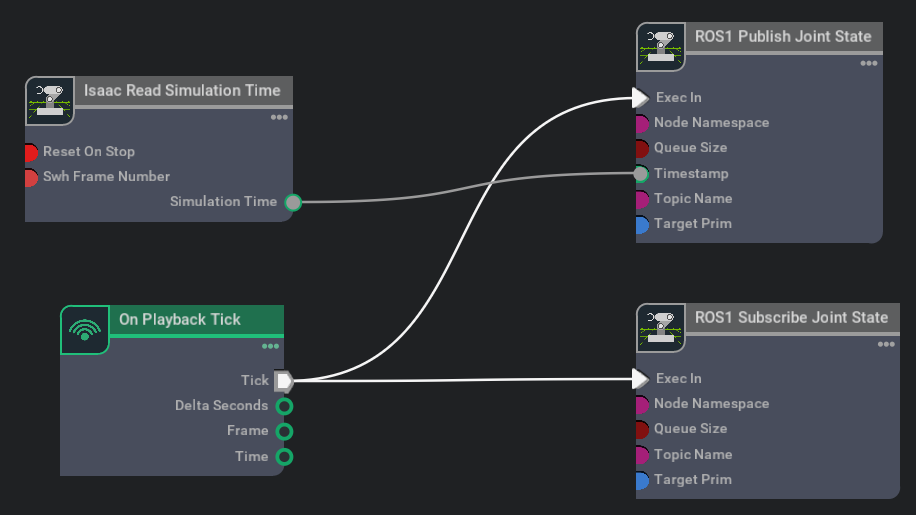 Isaac Read Simulation Time
Reset On Stop
Swh Frame Number
Simulation Time
On Playback Tick
Tick
Delta Seconds
Frame
Time
ROS1 Publish Joint State
Exec In
Node Namespace
Queue Size
Timestamp
Topic Name
Target Prim
ROS1 Subscribe Joint State
Exec In
Node Namespace
Queue Size
Topic Name
Target Prim